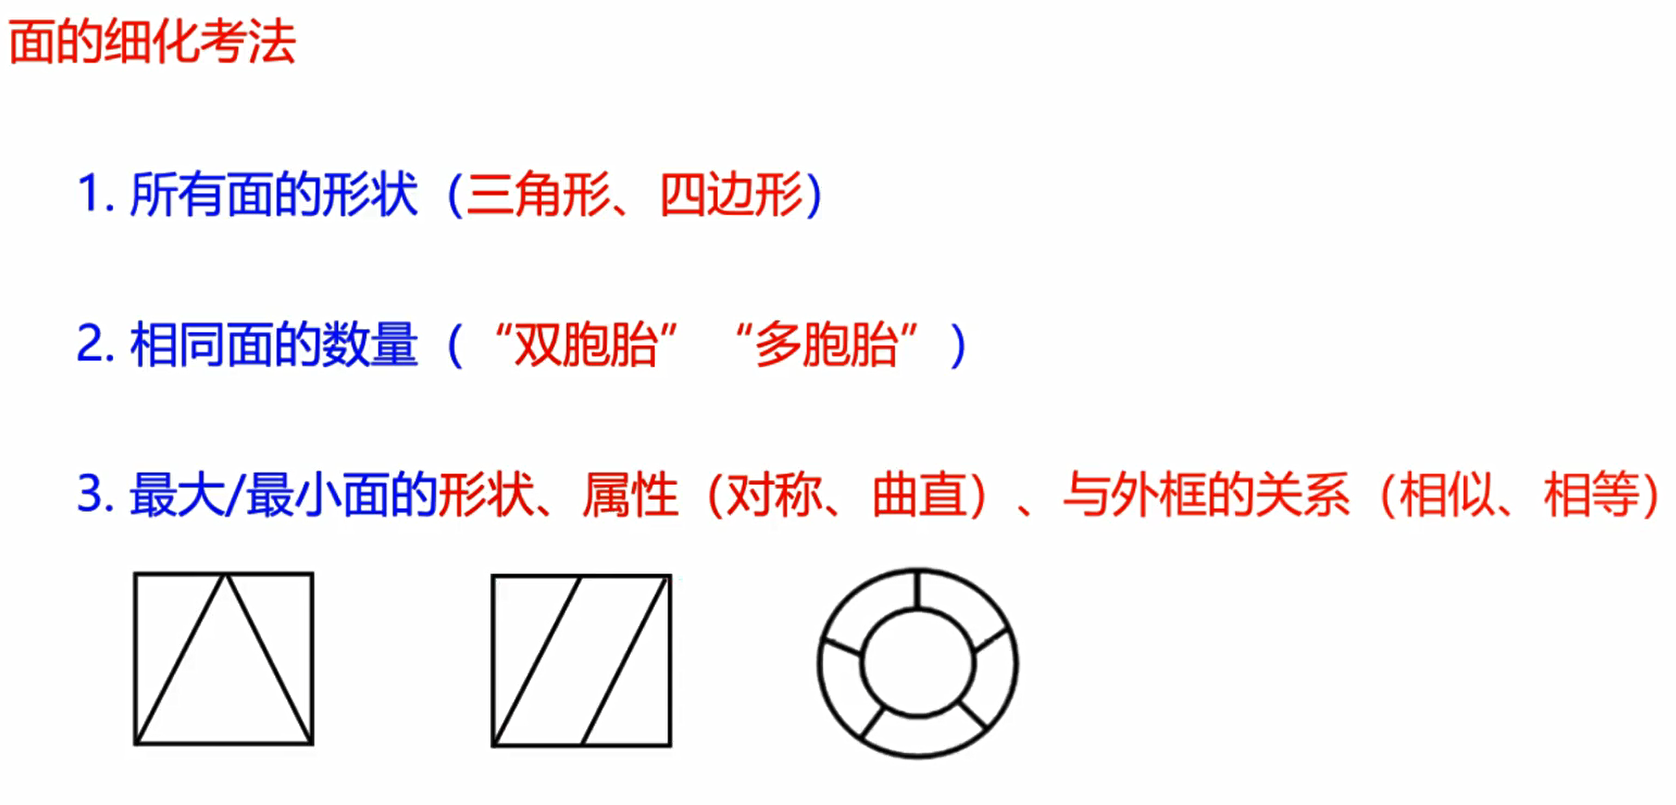 面的细化考法
1. 所有面的形状（三角形、四边形）
2. 相同面的数量（“双胞胎” “多胞胎”）
3. 最大/最小面的形状、属性（对称、曲直）、与外框的关系（相似、相等）